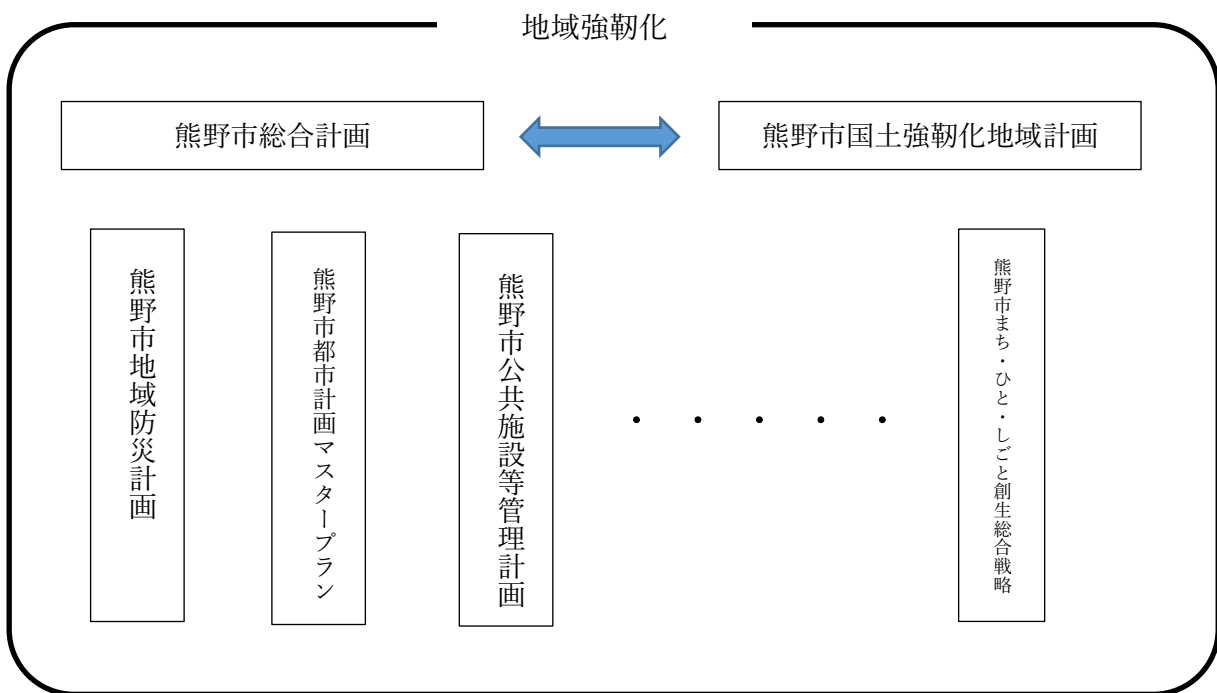 地域強靭化
熊野市総合計画
熊野市国土強靭化地域計画
熊野市地域防災計画
熊野市都市計画マスタープラン
熊野市公共施設等管理計画
・・・・・
熊野市まち・ひと・しごと創生総合戦略